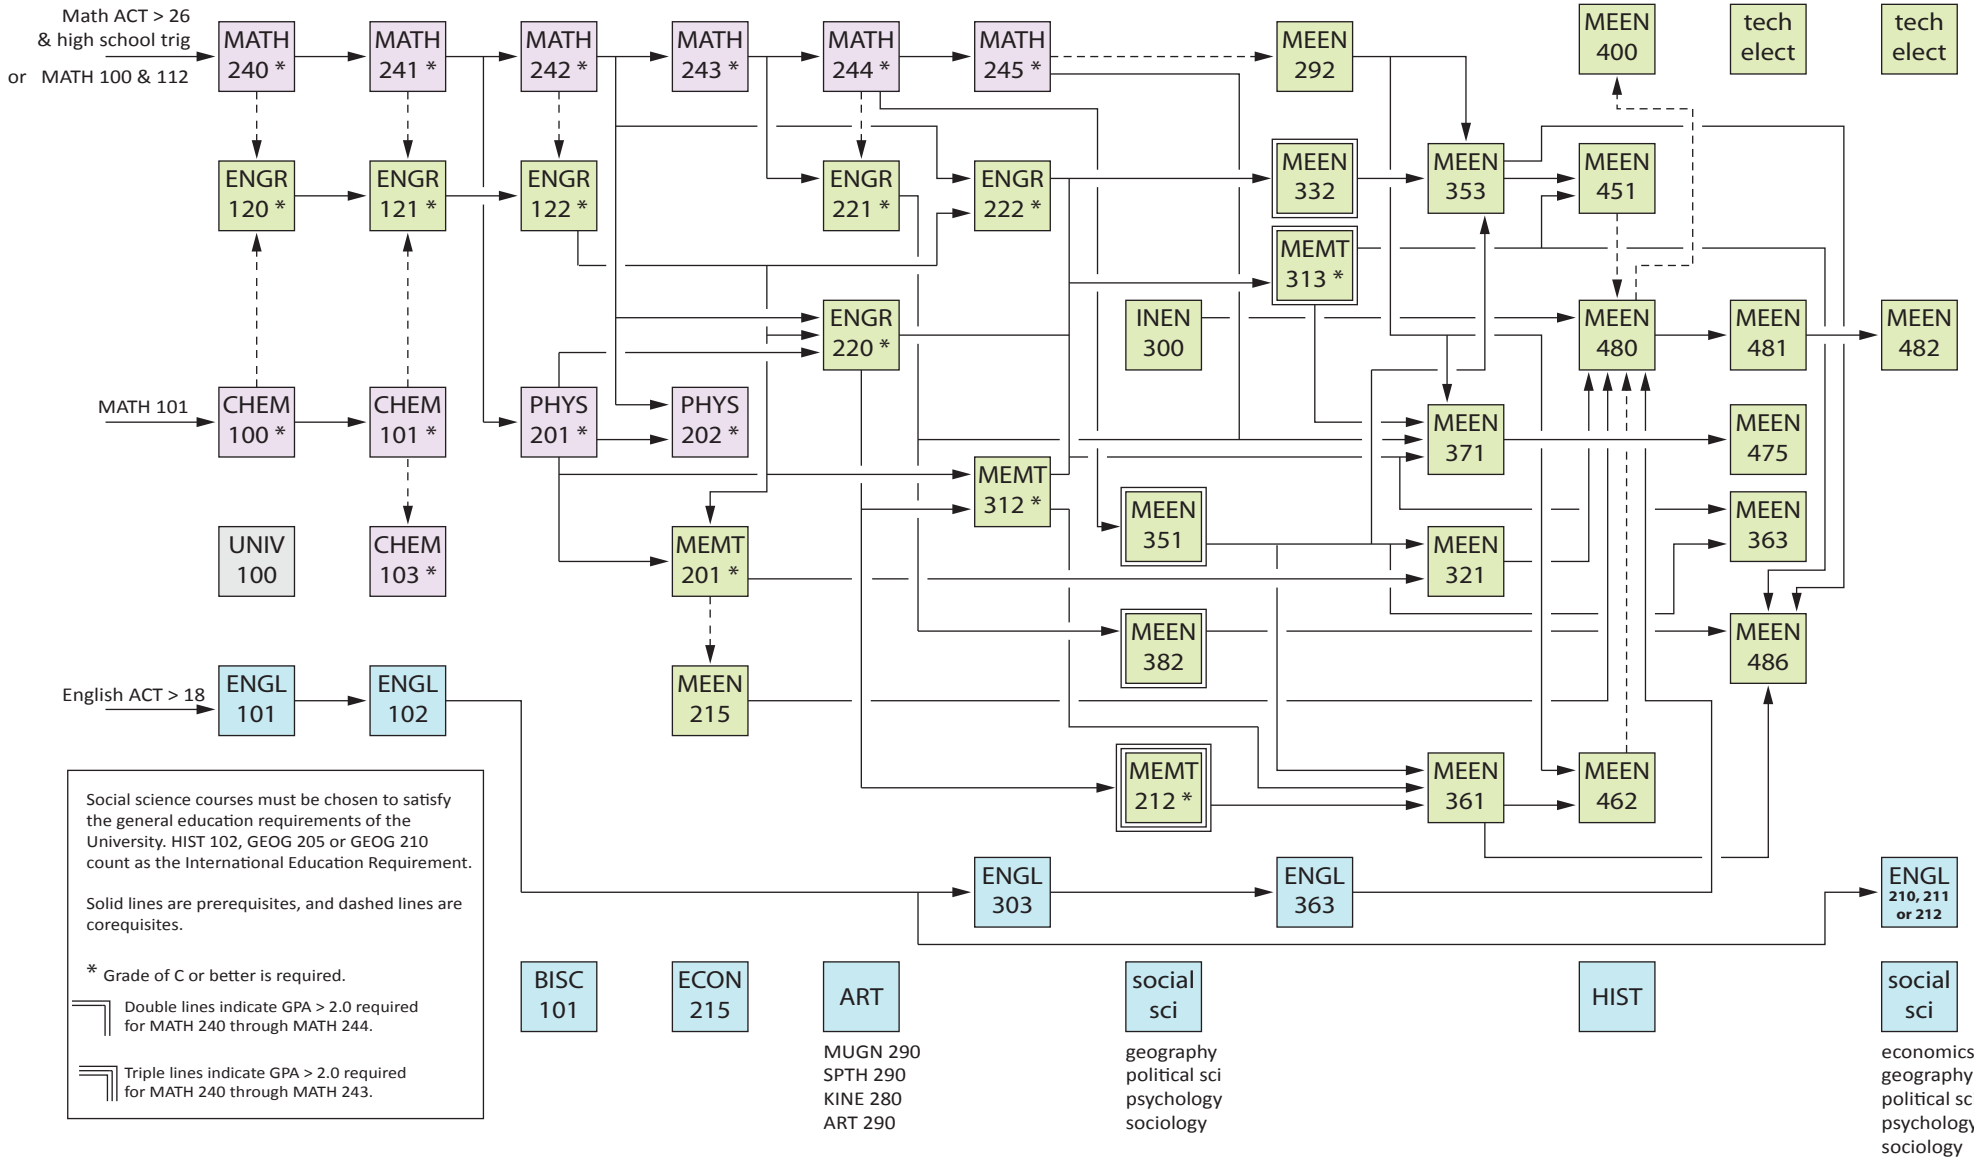 Math ACT > 26
& high school trig
or MATH 100 & 112
MATH
240 *
MATH
241 *
MATH
242 *
MATH
243 *
MATH
244 *
MATH
245 *
MEEN
292
MEEN
400
tech
elect
tech
elect
ENGR
120 *
ENGR
121 *
ENGR
122 *
ENGR
221 *
ENGR
222 *
MEEN
332
MEEN
353
MEEN
451
MEMT
313 *
ENGR
220 *
INEN
300
MEEN
480
MEEN
481
MEEN
482
MATH 101
CHEM
100 *
CHEM
101 *
PHYS
201 *
PHYS
202 *
MEEN
371
MEEN
475
MEMT
312 *
MEEN
351
MEEN
363
UNIV
100
CHEM
103 *
MEMT
201 *
MEEN
321
MEEN
382
MEEN
486
English ACT > 18
ENGL
101
ENGL
102
MEEN
215
MEMT
212 *
MEEN
361
MEEN
462
Social science courses must be chosen to satisfy
the general education requirements of the
University. HIST 102, GEOG 205 or GEOG 210
count as the International Education Requirement.
Solid lines are prerequisites, and dashed lines are
corequisites.
* Grade of C or better is required.
Double lines indicate GPA > 2.0 required
for MATH 240 through MATH 244.
Triple lines indicate GPA > 2.0 required
for MATH 240 through MATH 243.
ENGL
303
ENGL
363
ENGL
210, 211
or 212
BISC
101
ECON
215
ART
social
sci
HIST
social
sci
MUGN 290
SPTH 290
KINE 280
ART 290
geography
political sci
psychology
sociology
economics
geography
political sc
psychology
sociology